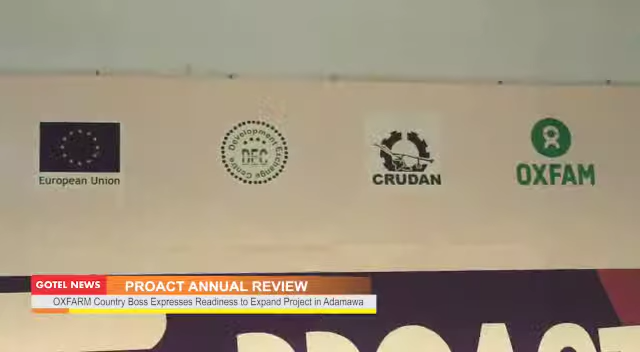 European Union
Development Exchange Centre
DEC
CRUDAN
OXFAM
GOTEL NEWS
PROACT ANNUAL REVIEW
OXFARM Country Boss Expresses Readiness to Expand Project in Adamawa
PROACT